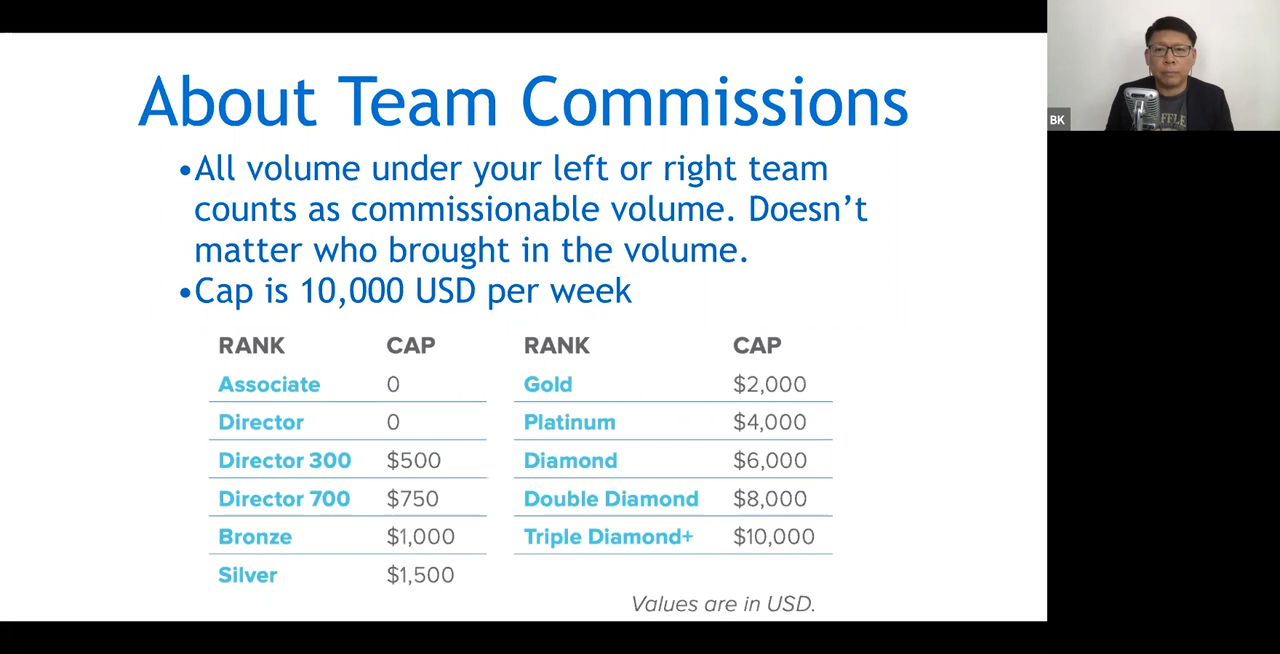 About Team Commissions
•All volume under your left or right team
counts as commissionable volume. Doesn’t
matter who brought in the volume.
•Cap is 10,000 USD per week
RANK CAP RANK CAP
Associate 0 Gold $2,000
Director 0 Platinum $4,000
Director 300 $500 Diamond $6,000
Director 700 $750 Double Diamond $8,000
Bronze $1,000 Triple Diamond+ $10,000
Silver $1,500
Values are in USD.
BK